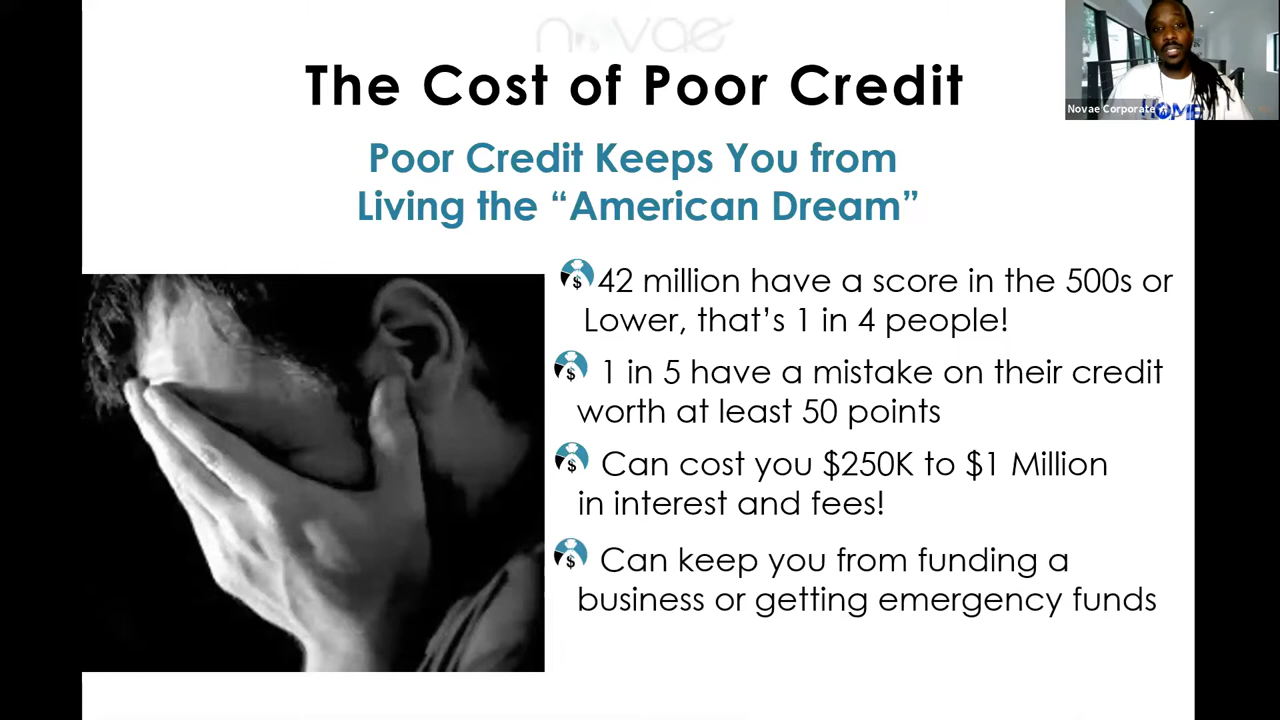 novae
The Cost of Poor Credit
Poor Credit Keeps You from
Living the “American Dream”
42 million have a score in the 500s or
Lower, that’s 1 in 4 people!
1 in 5 have a mistake on their credit
worth at least 50 points
Can cost you $250K to $1 Million
in interest and fees!
Can keep you from funding a
business or getting emergency funds
Novae Corporate
HOME
$
$
$
$